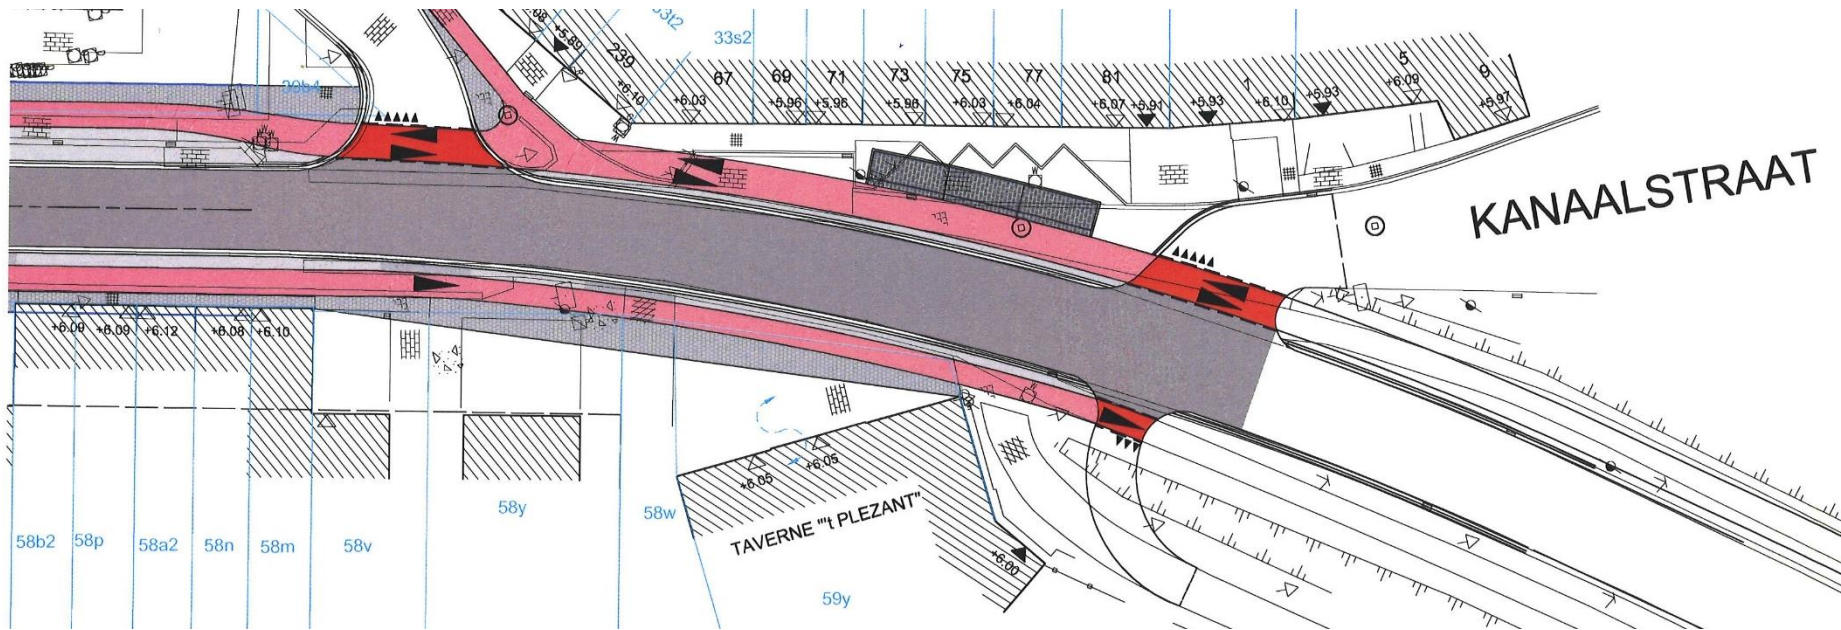 33s2
+5.89
239
+6.10
67
69
71
73
75
77
81
1
5
9
+6.03
+5.96
+5.96
+5.96
+6.03
+6.04
+6.07
+5.91
+5.93
+6.10
+5.93
+6.09
+5.97
KANAALSTRAAT
+6.09
+6.09
+6.12
+6.08
+6.10
+6.05
+6.05
TAVERNE "'t PLEZANT"
+6.00
58b2
58p
58a2
58n
58m
58v
58y
58w
59y